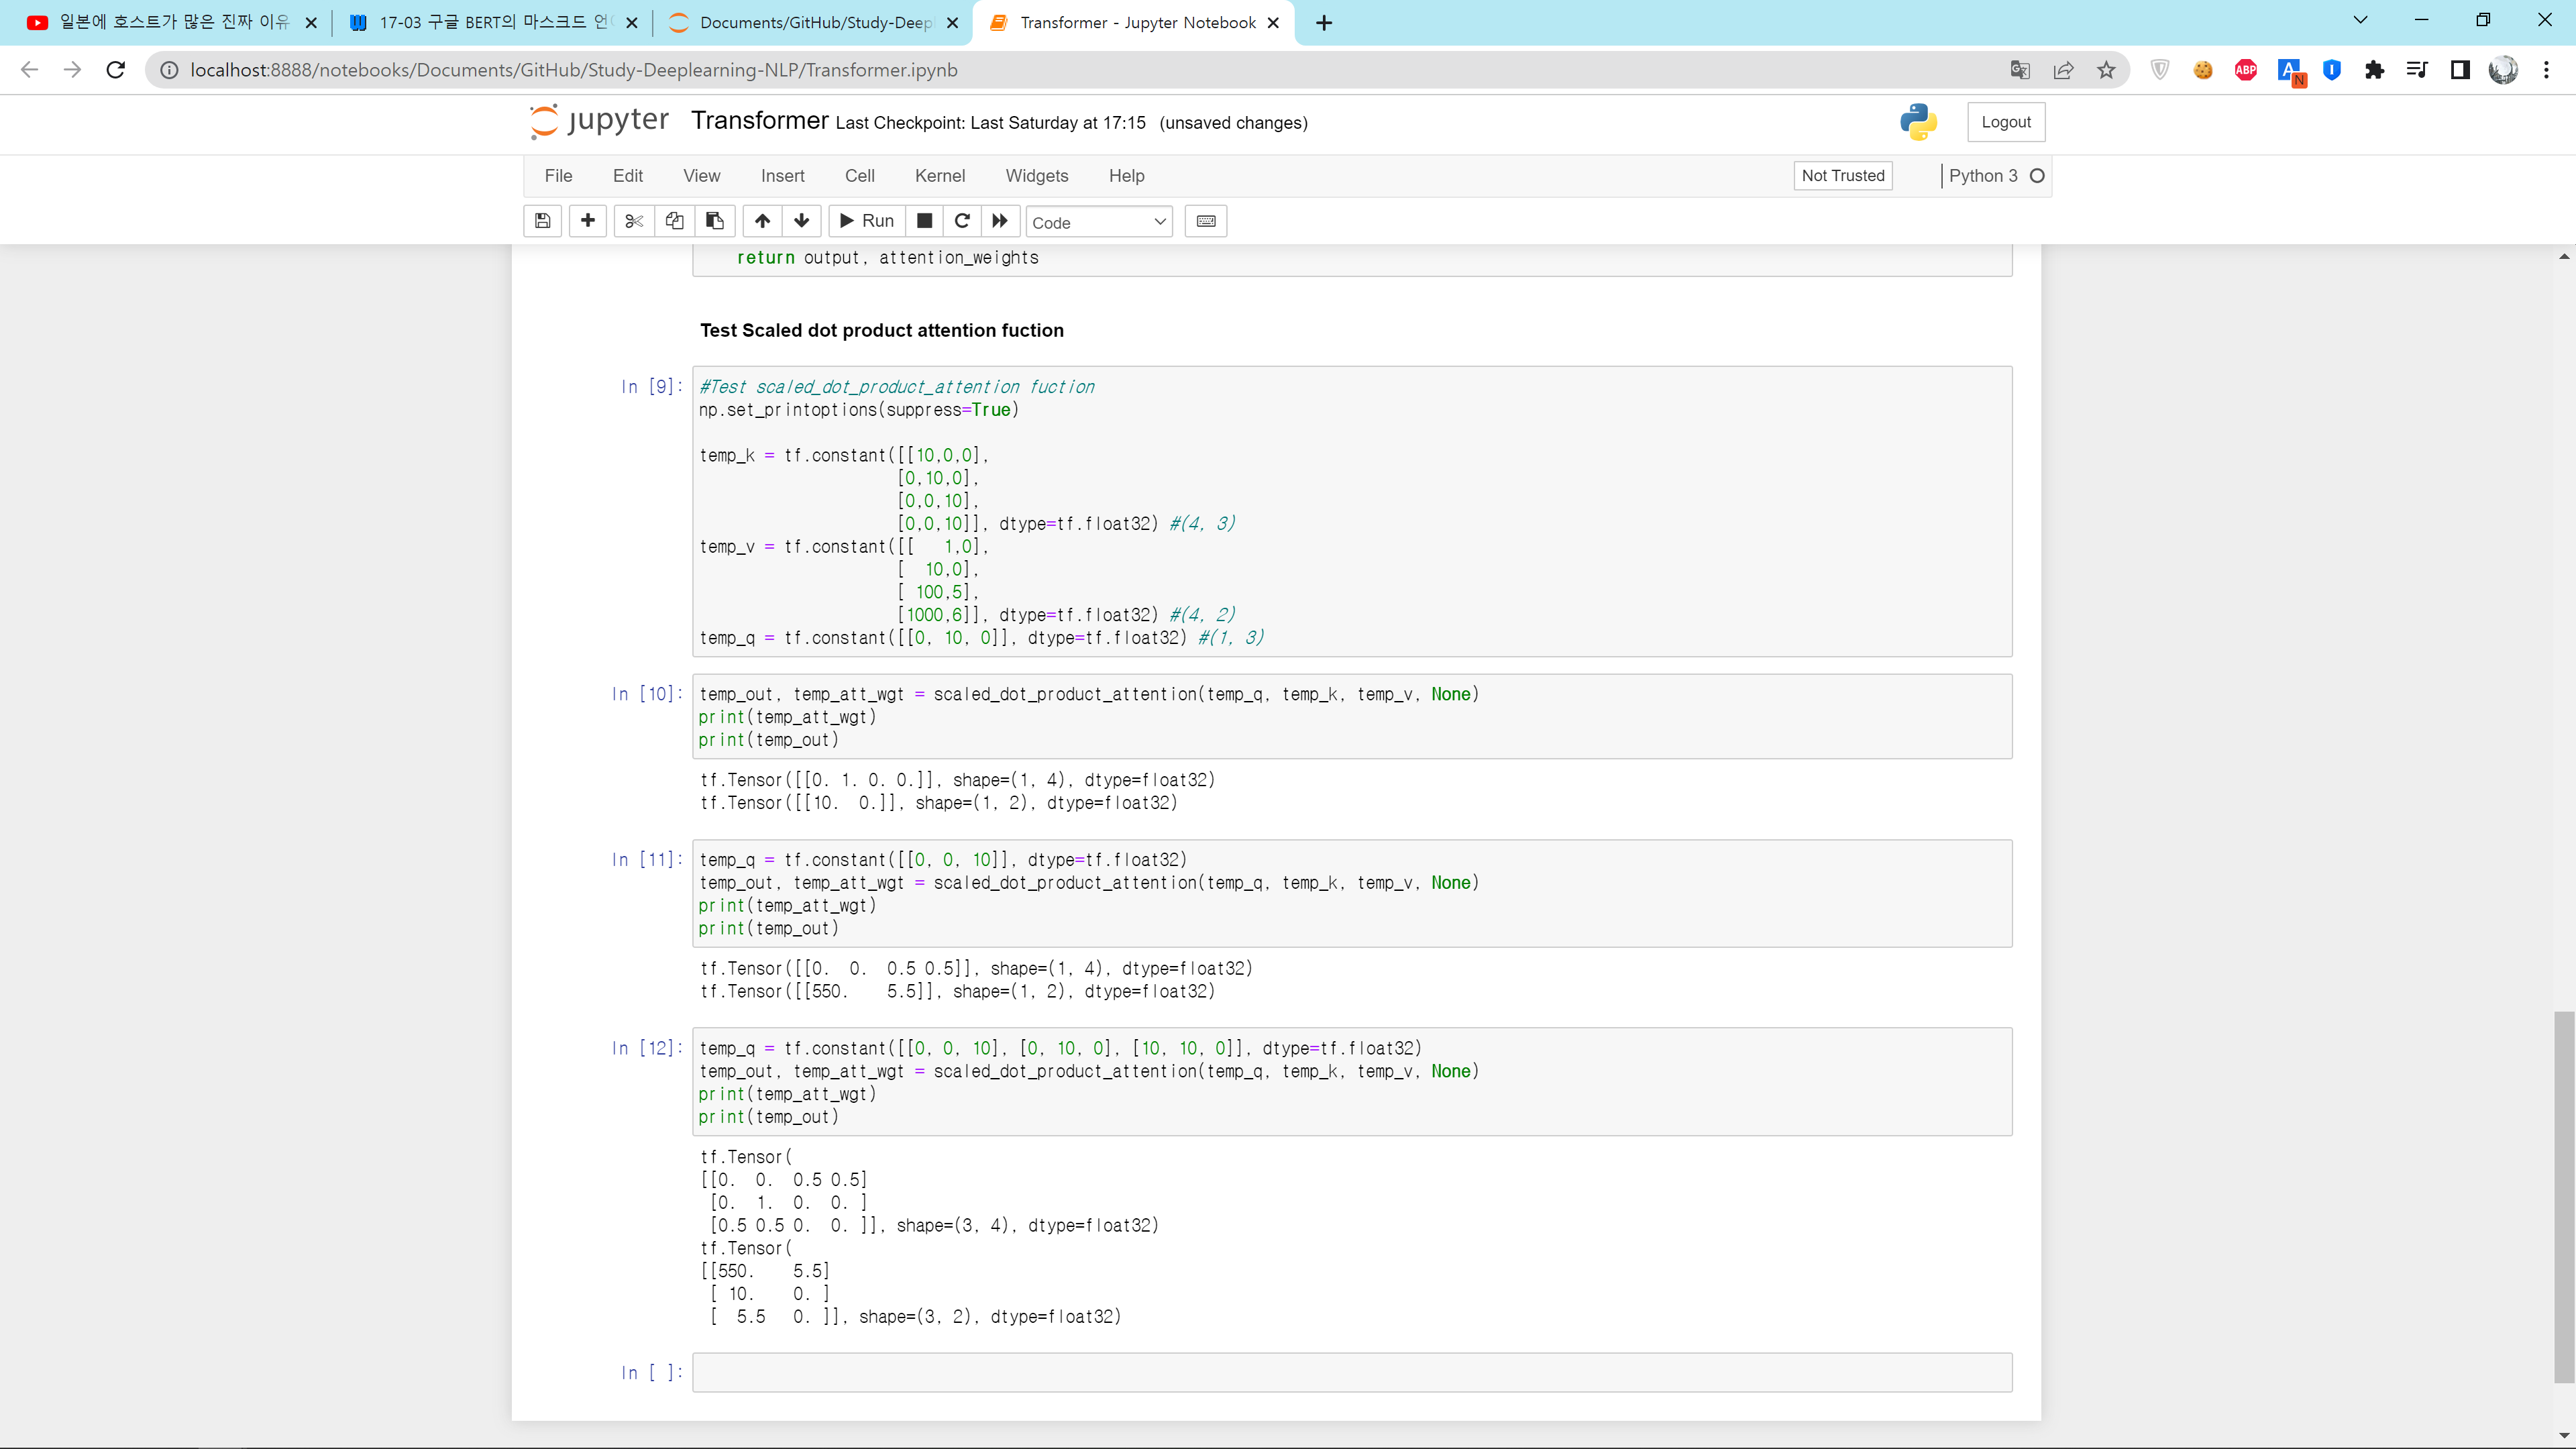 일본에 호스트가 많은 진짜 이유
17-03 구글 BERT의 마스크드 언
Documents/GitHub/Study-Deep
Transformer - Jupyter Notebook
localhost:8888/notebooks/Documents/GitHub/Study-Deeplearning-NLP/Transformer.ipynb
ABP
A
N
jupyter
Transformer Last Checkpoint: Last Saturday at 17:15 (unsaved changes)
Logout
File Edit View Insert Cell Kernel Widgets Help
Not Trusted
Python 3
Run
Code
return output, attention_weights
Test Scaled dot product attention fuction
In [9]:
#Test scaled_dot_product_attention fuction
np.set_printoptions(suppress=True)
temp_k = tf.constant([[10,0,0],
[0,10,0],
[0,0,10],
[0,0,10]], dtype=tf.float32) #(4, 3)
temp_v = tf.constant([[   1,0],
[  10,0],
[ 100,5],
[1000,6]], dtype=tf.float32) #(4, 2)
temp_q = tf.constant([[0, 10, 0]], dtype=tf.float32) #(1, 3)
In [10]:
temp_out, temp_att_wgt = scaled_dot_product_attention(temp_q, temp_k, temp_v, None)
print(temp_att_wgt)
print(temp_out)
tf.Tensor([[0. 1. 0. 0.]], shape=(1, 4), dtype=float32)
tf.Tensor([[10.  0.]], shape=(1, 2), dtype=float32)
In [11]:
temp_q = tf.constant([[0, 0, 10]], dtype=tf.float32)
temp_out, temp_att_wgt = scaled_dot_product_attention(temp_q, temp_k, temp_v, None)
print(temp_att_wgt)
print(temp_out)
tf.Tensor([[0.  0.  0.5 0.5]], shape=(1, 4), dtype=float32)
tf.Tensor([[550.    5.5]], shape=(1, 2), dtype=float32)
In [12]:
temp_q = tf.constant([[0, 0, 10], [0, 10, 0], [10, 10, 0]], dtype=tf.float32)
temp_out, temp_att_wgt = scaled_dot_product_attention(temp_q, temp_k, temp_v, None)
print(temp_att_wgt)
print(temp_out)
tf.Tensor(
[[0.  0.  0.5 0.5]
[0.  1.  0.  0. ]
[0.5 0.5 0.  0. ]], shape=(3, 4), dtype=float32)
tf.Tensor(
[[550.    5.5]
[ 10.    0. ]
[  5.5   0. ]], shape=(3, 2), dtype=float32)
In [ ]: